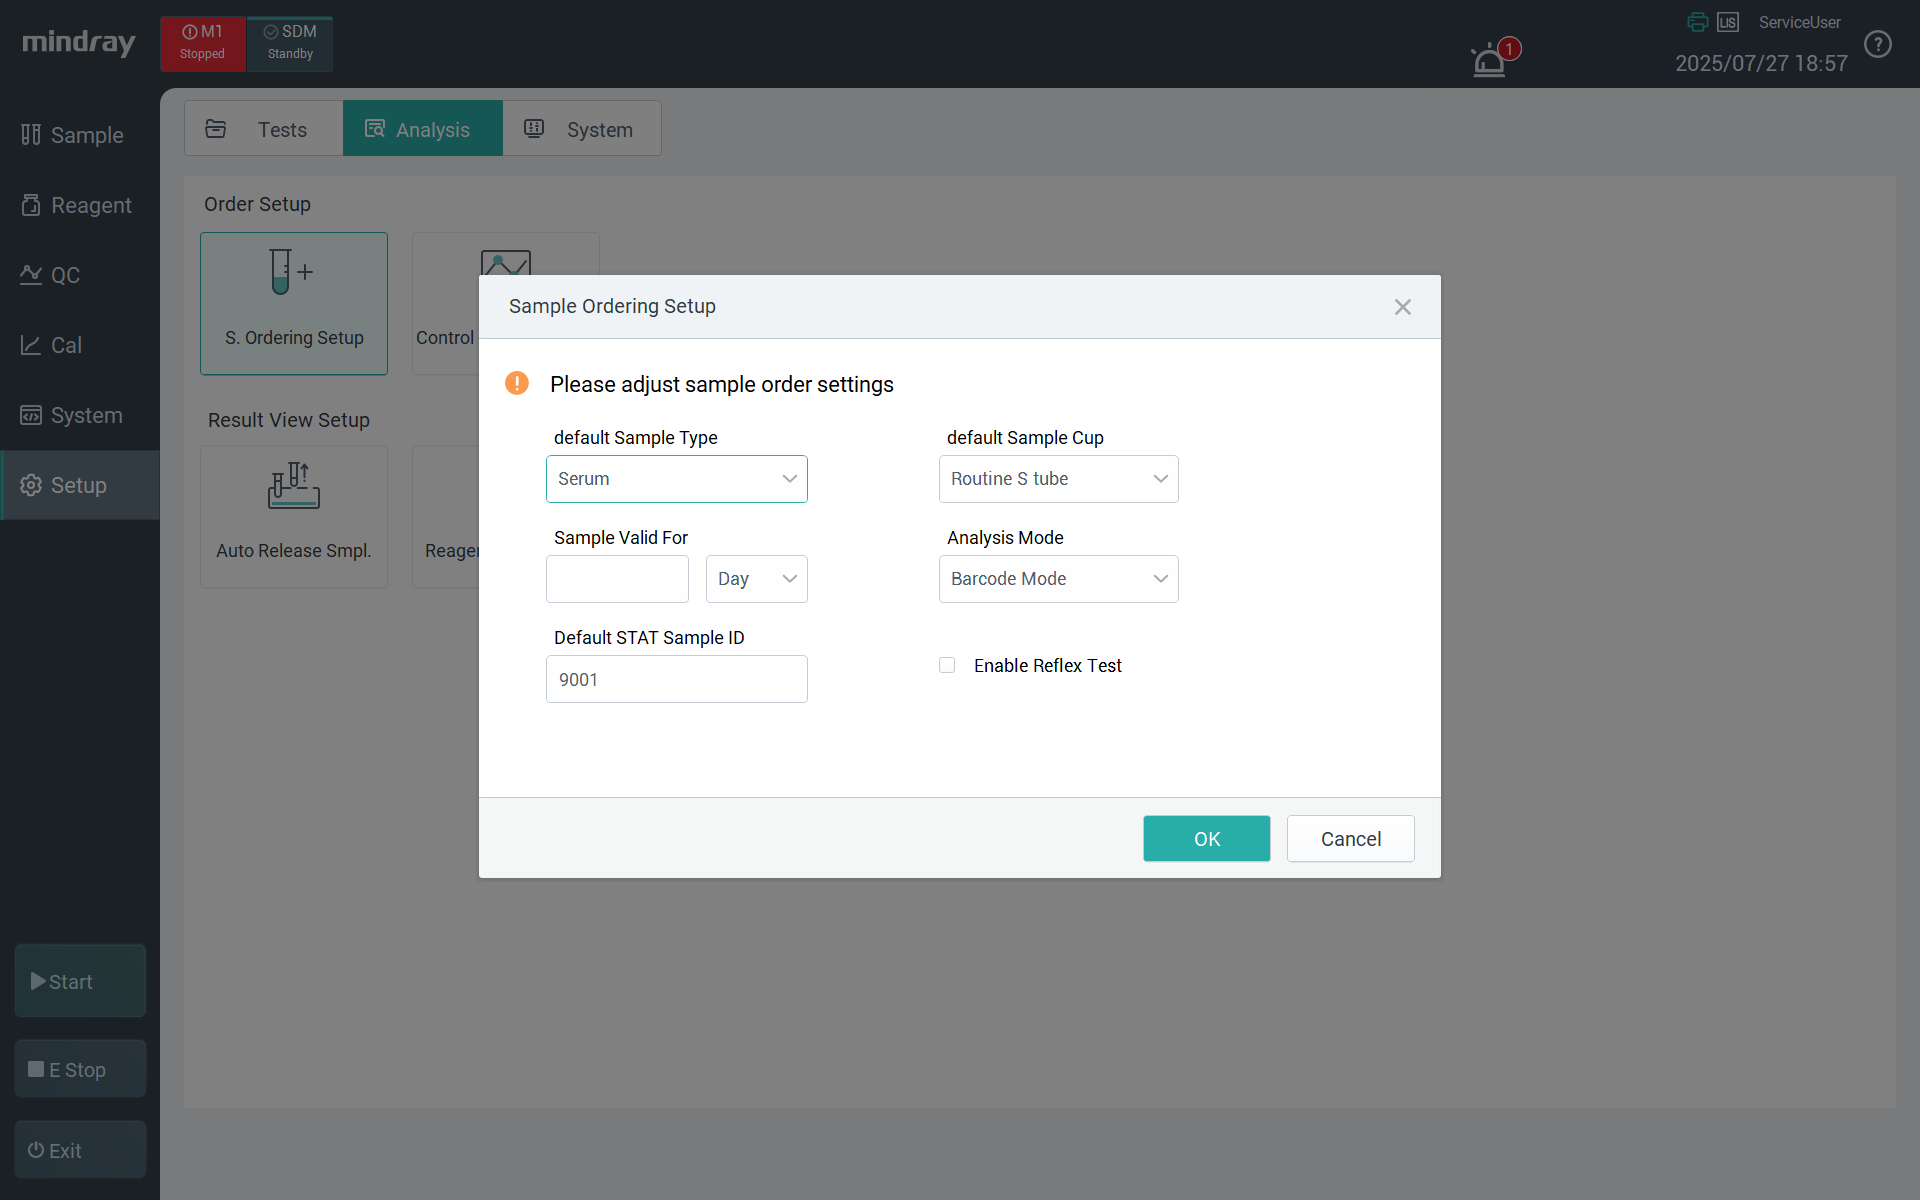 mindray
M1
Stopped
SDM
Standby
1
LIS
ServiceUser
2025/07/27 18:57
?
Sample
Reagent
QC
Cal
System
Setup
Start
E Stop
Exit
Tests
Analysis
System
Order Setup
S. Ordering Setup
Control
Result View Setup
Auto Release Smpl.
Sample Ordering Setup
Please adjust sample order settings
default Sample Type
default Sample Cup
Serum
Routine S tube
Sample Valid For
Analysis Mode
Day
Barcode Mode
Default STAT Sample ID
9001
Enable Reflex Test
OK
Cancel